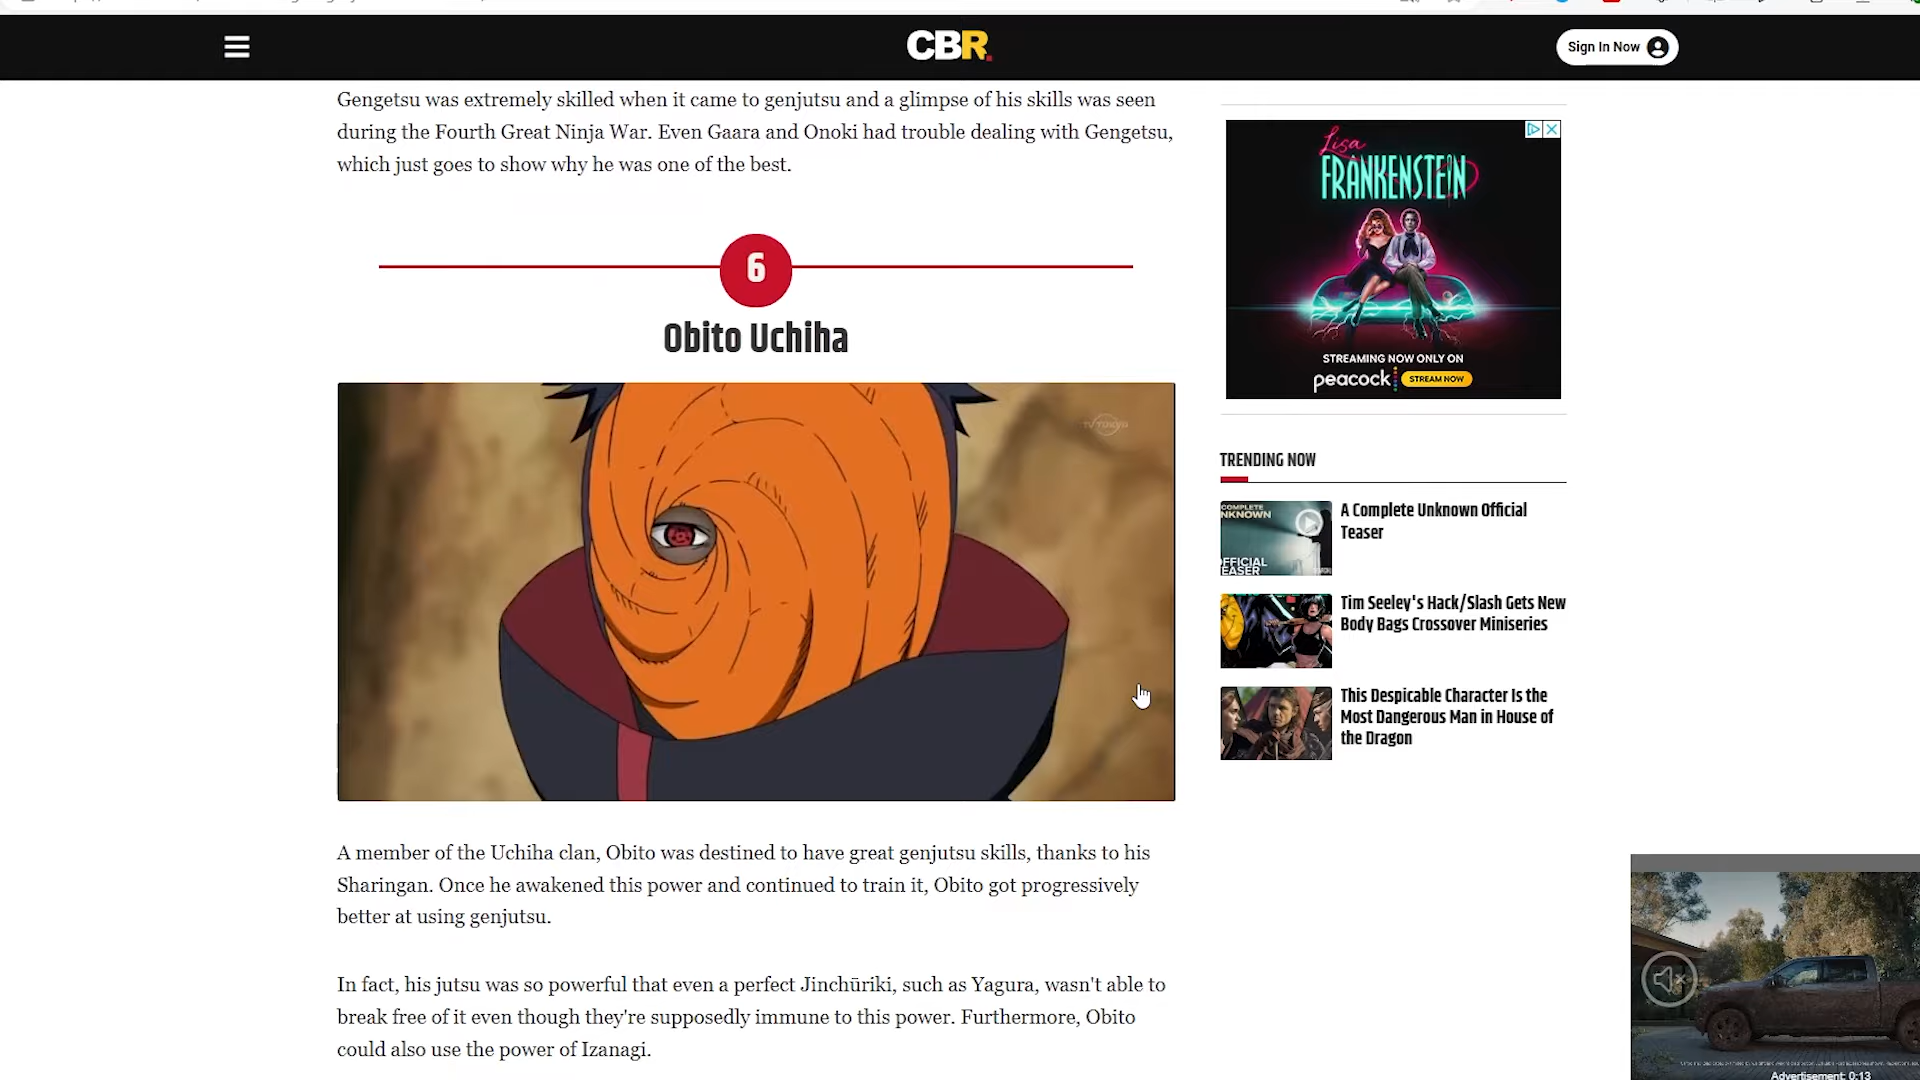 CBR.
Sign In Now
Gengetsu was extremely skilled when it came to genjutsu and a glimpse of his skills was seen
during the Fourth Great Ninja War. Even Gaara and Onoki had trouble dealing with Gengetsu,
which just goes to show why he was one of the best.
6
Obito Uchiha
TV TOKYO
A member of the Uchiha clan, Obito was destined to have great genjutsu skills, thanks to his
Sharingan. Once he awakened this power and continued to train it, Obito got progressively
better at using genjutsu.
In fact, his jutsu was so powerful that even a perfect Jinchūriki, such as Yagura, wasn't able to
break free of it even though they're supposedly immune to this power. Furthermore, Obito
could also use the power of Izanagi.
Lisa
FRANKENSTEIN
STREAMING NOW ONLY ON
peacock
STREAM NOW
TRENDING NOW
COMPLETE
NKNOWN
FFICIAL
EASER
A Complete Unknown Official
Teaser
Tim Seeley's Hack/Slash Gets New
Body Bags Crossover Miniseries
This Despicable Character Is the
Most Dangerous Man in House of
the Dragon
Advertisement: 0:13